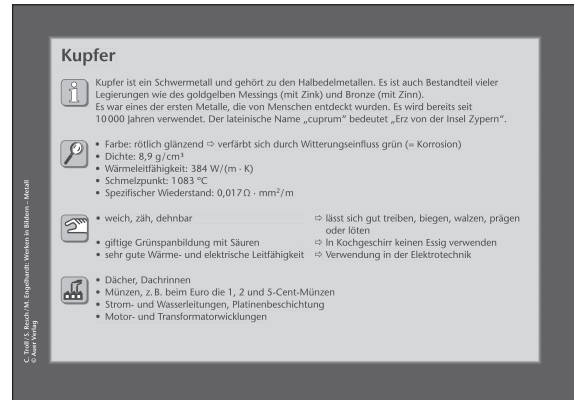 Kupfer
Kupfer ist ein Schwermetall und gehört zu den Halbedelmetallen. Es ist auch Bestandteil vieler
Legierungen wie des goldgelben Messings (mit Zink) und Bronze (mit Zinn).
Es war eines der ersten Metalle, die von Menschen entdeckt wurden. Es wird bereits seit
10 000 Jahren verwendet. Der lateinische Name „cuprum" bedeutet „Erz von der Insel Zypern".
• Farbe: rötlich glänzend ⇨ verfärbt sich durch Witterungseinfluss grün (= Korrosion)
• Dichte: 8,9 g/cm³
• Wärmeleitfähigkeit: 384 W/(m · K)
• Schmelzpunkt: 1083 °C
• Spezifischer Wiederstand: 0,017 Ω · mm²/m
• weich, zäh, dehnbar ⇨ lässt sich gut treiben, biegen, walzen, prägen
oder löten
• giftige Grünspanbildung mit Säuren ⇨ In Kochgeschirr keinen Essig verwenden
• sehr gute Wärme- und elektrische Leitfähigkeit ⇨ Verwendung in der Elektrotechnik
• Dächer, Dachrinnen
• Münzen, z. B. beim Euro die 1, 2 und 5-Cent-Münzen
• Strom- und Wasserleitungen, Platinenbeschichtung
• Motor- und Transformatorwicklungen
C. Troll / S. Resch / M. Engelhardt: Werken in Bildern – Metall
© Auer Verlag